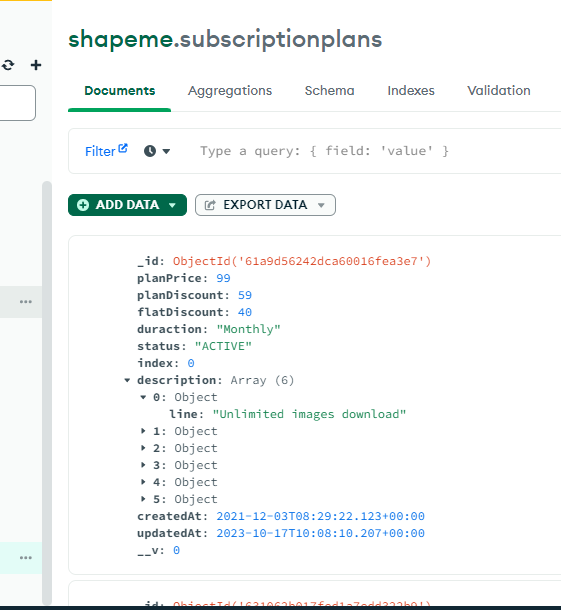 shapeme.subscriptionplans
Documents Aggregations Schema Indexes Validation
Filter Type a query: { field: 'value' }
ADD DATA EXPORT DATA
_id: ObjectId('61a9d56242dca60016fea3e7')
planPrice: 99
planDiscount: 59
flatDiscount: 40
duration: "Monthly"
status: "ACTIVE"
index: 0
description: Array (6)
0: Object
line: "Unlimited images download"
1: Object
2: Object
3: Object
4: Object
5: Object
createdAt: 2021-12-03T08:29:22.123+00:00
updatedAt: 2023-10-17T10:08:10.207+00:00
__v: 0